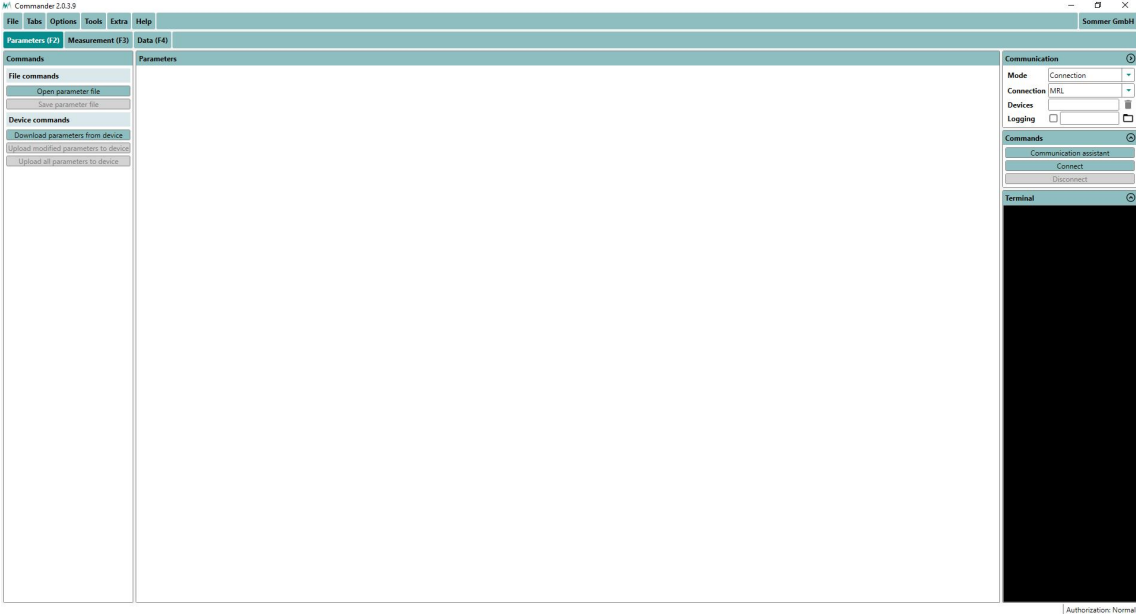 Commander 2.0.3.9
File Tabs Options Tools Extra Help Sommer GmbH
Parameters (F2) Measurement (F3) Data (F4)
Commands
File commands
Open parameter file
Save parameter file
Device commands
Download parameters from device
Upload modified parameters to device
Upload all parameters to device
Parameters
Communication
Mode Connection
Connection MRL
Devices
Logging
Commands
Communication assistant
Connect
Disconnect
Terminal
Authorization: Normal